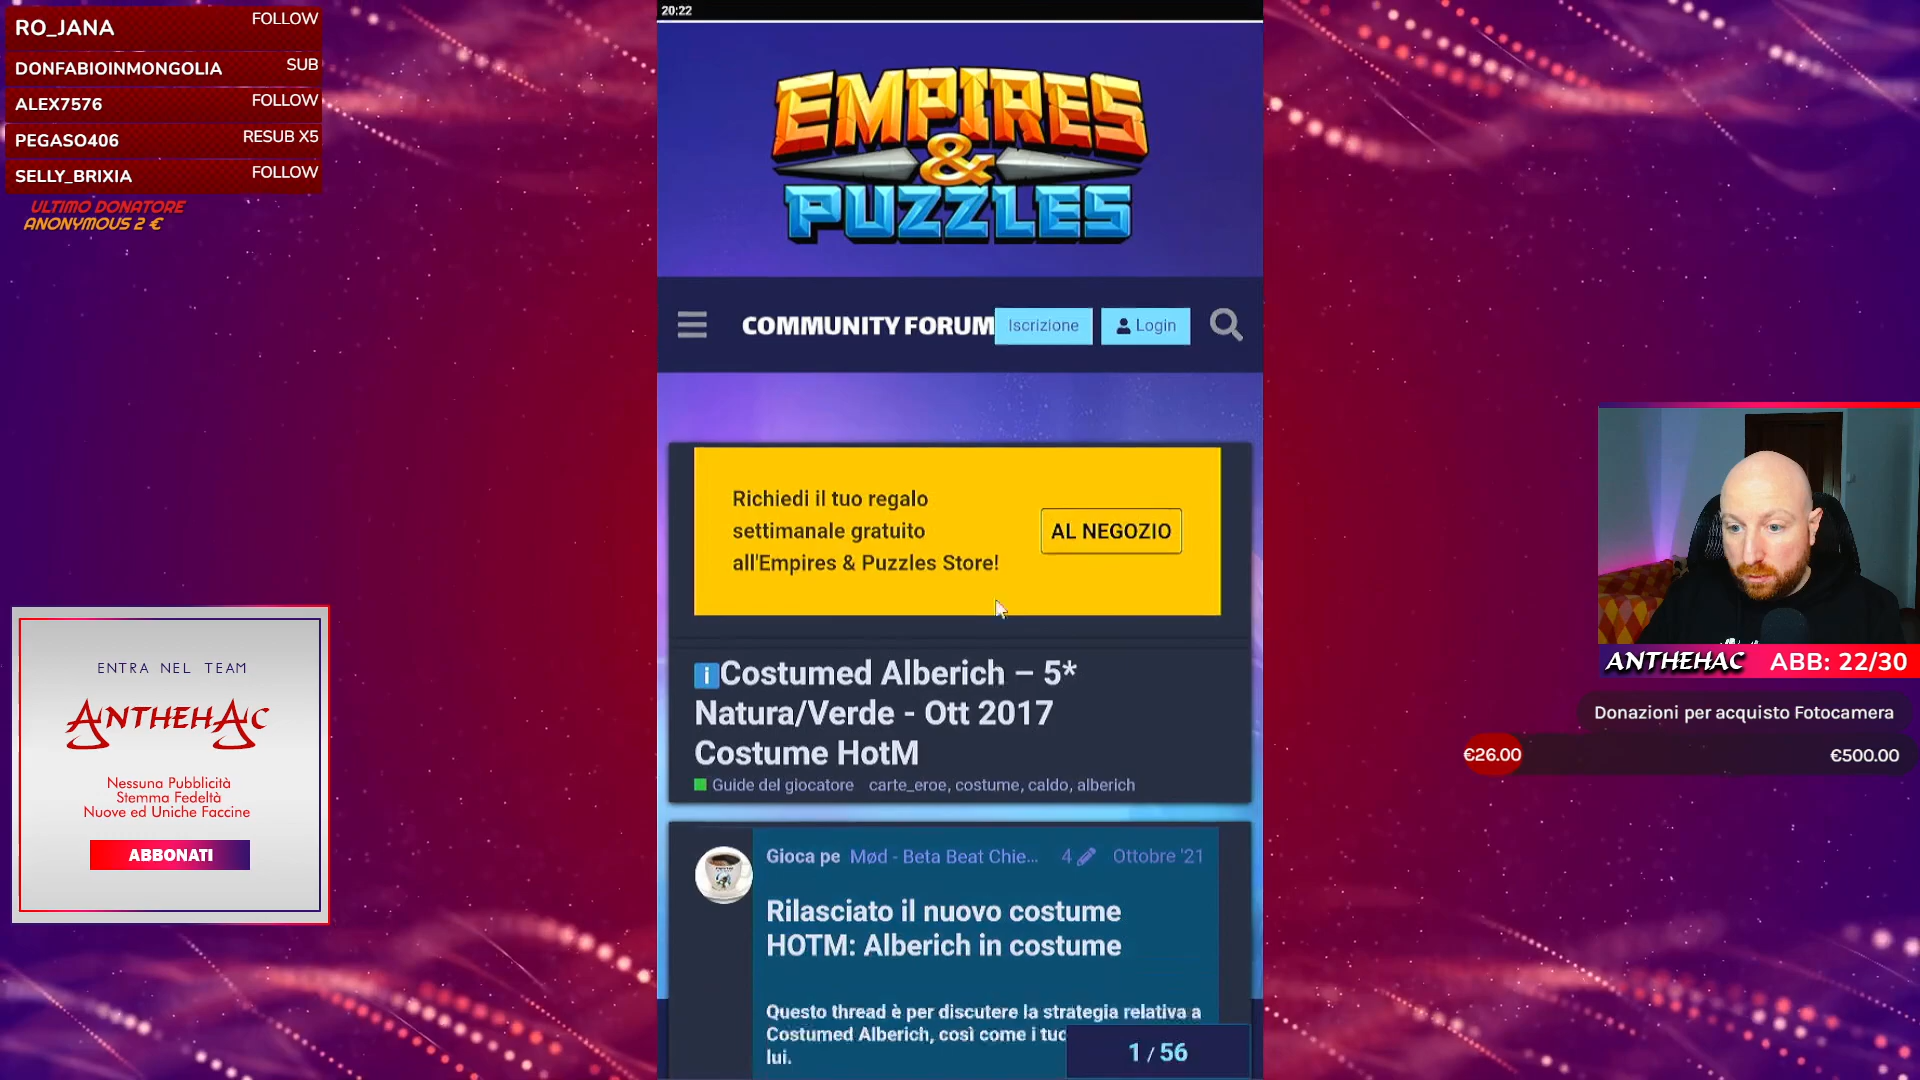 RO_JANA FOLLOW
DONFABIOINMONGOLIA SUB
ALEX7576 FOLLOW
PEGASO406 RESUB X5
SELLY_BRIXIA FOLLOW
ULTIMO DONATORE
ANONYMOUS 2 €
ENTRA NEL TEAM
ANTHEHAC
Nessuna Pubblicità
Stemma Fedeltà
Nuove ed Uniche Faccine
ABBONATI
20:22
EMPIRES
&
PUZZLES
COMMUNITY FORUM
Iscrizione
Login
Richiedi il tuo regalo
settimanale gratuito
all'Empires & Puzzles Store!
AL NEGOZIO
i Costumed Alberich – 5*
Natura/Verde - Ott 2017
Costume HotM
Guide del giocatore carte_eroe, costume, caldo, alberich
Gioca pe Mød - Beta Beat Chie... 4 Ottobre '21
Rilasciato il nuovo costume
HOTM: Alberich in costume
Questo thread è per discutere la strategia relativa a
Costumed Alberich, così come i tuo
lui.
1 / 56
ANTHEHAC ABB: 22/30
Donazioni per acquisto Fotocamera
€26.00 €500.00